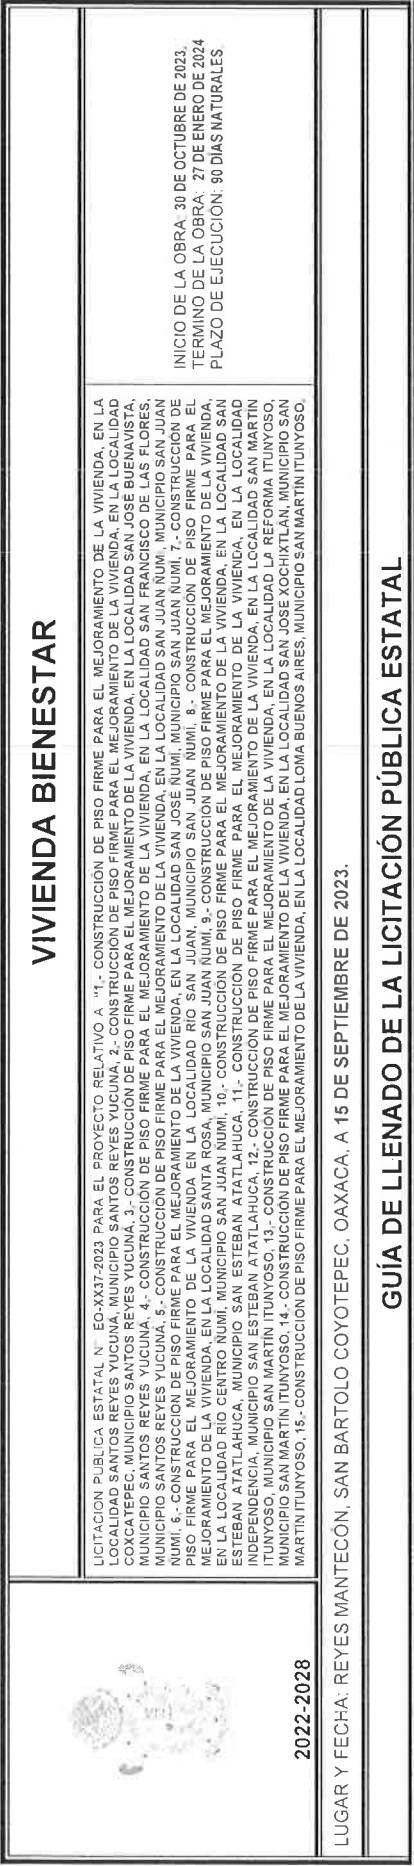 VIVIENDA BIENESTAR
LICITACION PUBLICA ESTATAL N° EO-XX37-2023 PARA EL PROYECTO RELATIVO A "1.- CONSTRUCCIÓN DE PISO FIRME PARA EL MEJORAMIENTO DE LA VIVIENDA, EN LA
LOCALIDAD SANTOS REYES YUCUNÁ, MUNICIPIO SANTOS REYES YUCUNÁ, 2.- CONSTRUCCIÓN DE PISO FIRME PARA EL MEJORAMIENTO DE LA VIVIENDA, EN LA LOCALIDAD
COXCATEPEC, MUNICIPIO SANTOS REYES YUCUNÁ, 3.- CONSTRUCCIÓN DE PISO FIRME PARA EL MEJORAMIENTO DE LA VIVIENDA, EN LA LOCALIDAD SAN JOSÉ BUENAVISTA,
MUNICIPIO SANTOS REYES YUCUNÁ, 4.- CONSTRUCCIÓN DE PISO FIRME PARA EL MEJORAMIENTO DE LA VIVIENDA, EN LA LOCALIDAD SAN FRANCISCO DE LAS FLORES,
MUNICIPIO SANTOS REYES YUCUNÁ, 5.- CONSTRUCCIÓN DE PISO FIRME PARA EL MEJORAMIENTO DE LA VIVIENDA, EN LA LOCALIDAD SAN JUAN ÑUMÍ, MUNICIPIO SAN JUAN
ÑUMÍ, 6.- CONSTRUCCION DE PISO FIRME PARA EL MEJORAMIENTO DE LA VIVIENDA, EN LA LOCALIDAD SAN JOSÉ ÑUMÍ, MUNICIPIO SAN JUAN ÑUMÍ, 7.- CONSTRUCCIÓN DE
PISO FIRME PARA EL MEJORAMIENTO DE LA VIVIENDA EN LA LOCALIDAD RÍO SAN JUAN, MUNICIPIO SAN JUAN ÑUMÍ, 8.- CONSTRUCCIÓN DE PISO FIRME PARA EL
MEJORAMIENTO DE LA VIVIENDA, EN LA LOCALIDAD SANTA ROSA, MUNICIPIO SAN JUAN ÑUMÍ, 9.- CONSTRUCCIÓN DE PISO FIRME PARA EL MEJORAMIENTO DE LA VIVIENDA,
EN LA LOCALIDAD RÍO CENTRO ÑUMÍ, MUNICIPIO SAN JUAN ÑUMÍ, 10.- CONSTRUCCIÓN DE PISO FIRME PARA EL MEJORAMIENTO DE LA VIVIENDA, EN LA LOCALIDAD SAN
ESTEBAN ATATLAHUCA, MUNICIPIO SAN ESTEBAN ATATLAHUCA, 11.- CONSTRUCCION DE PISO FIRME PARA EL MEJORAMIENTO DE LA VIVIENDA, EN LA LOCALIDAD
INDEPENDENCIA, MUNICIPIO SAN ESTEBAN ATATLAHUCA, 12.- CONSTRUCCIÓN DE PISO FIRME PARA EL MEJORAMIENTO DE LA VIVIENDA, EN LA LOCALIDAD SAN MARTIN
ITUNYOSO, MUNICIPIO SAN MARTÍN ITUNYOSO, 13.- CONSTRUCCIÓN DE PISO FIRME PARA EL MEJORAMIENTO DE LA VIVIENDA, EN LA LOCALIDAD LA REFORMA ITUNYOSO,
MUNICIPIO SAN MARTIN ITUNYOSO, 14.- CONSTRUCCIÓN DE PISO FIRME PARA EL MEJORAMIENTO DE LA VIVIENDA, EN LA LOCALIDAD SAN JOSÉ XOCHIXTLÁN, MUNICIPIO SAN
MARTÍN ITUNYOSO, 15.- CONSTRUCCION DE PISO FIRME PARA EL MEJORAMIENTO DE LA VIVIENDA, EN LA LOCALIDAD LOMA BUENOS AIRES, MUNICIPIO SAN MARTÍN ITUNYOSO.
INICIO DE LA OBRA: 30 DE OCTUBRE DE 2023.
TERMINO DE LA OBRA: 27 DE ENERO DE 2024
PLAZO DE EJECUCIÓN: 90 DÍAS NATURALES.
2022-2028
LUGAR Y FECHA: REYES MANTECÓN, SAN BARTOLO COYOTEPEC, OAXACA, A 15 DE SEPTIEMBRE DE 2023.
GUÍA DE LLENADO DE LA LICITACIÓN PÚBLICA ESTATAL